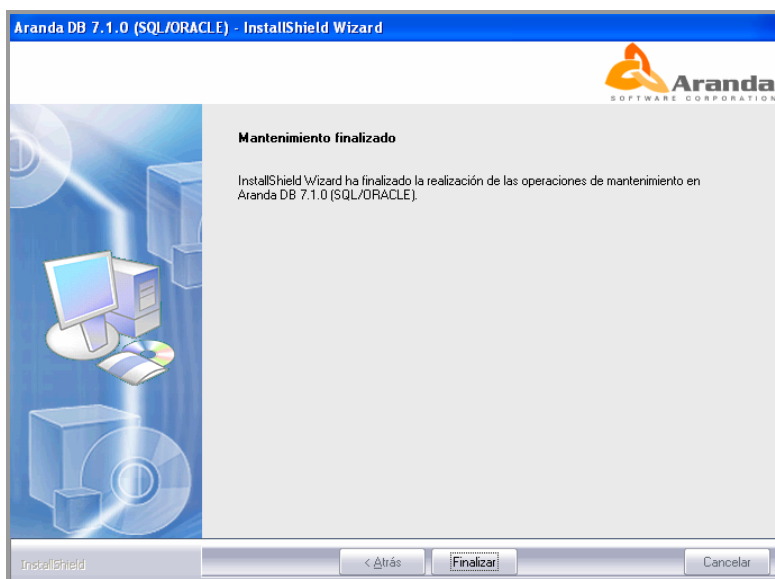 Aranda DB 7.1.0 (SQL/ORACLE) - InstallShield Wizard
Aranda
SOFTWARE CORPORATION
Mantenimiento finalizado
InstallShield Wizard ha finalizado la realización de las operaciones de mantenimiento en
Aranda DB 7.1.0 (SQL/ORACLE).
InstallShield
< Atrás
Finalizar
Cancelar